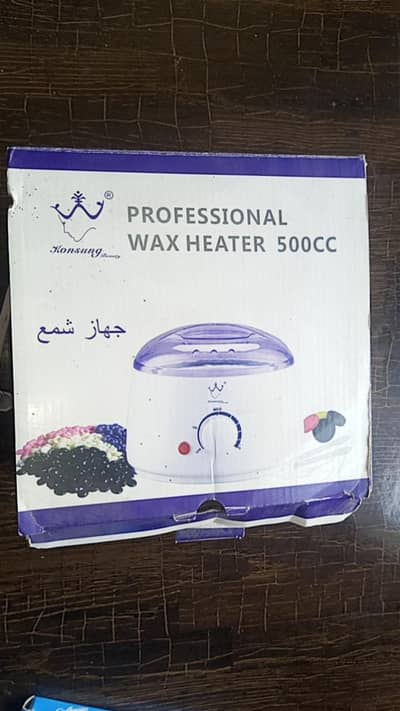 ®
Konsung
Beauty
PROFESSIONAL
WAX HEATER 500CC
جهاز شمع